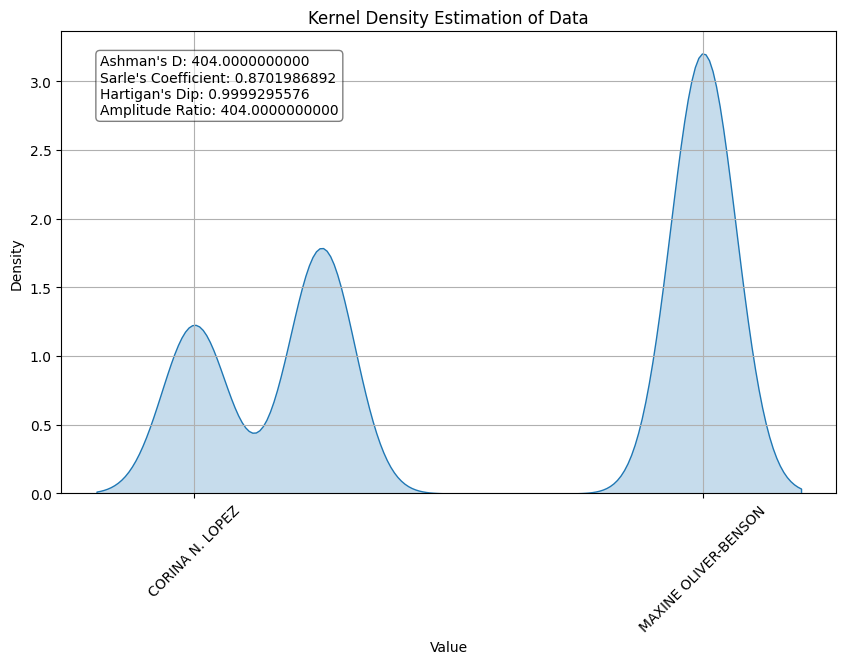 Kernel Density Estimation of Data
Ashman's D: 404.0000000000
Sarle's Coefficient: 0.8701986892
Hartigan's Dip: 0.9999295576
Amplitude Ratio: 404.0000000000
3.0
2.5
2.0
1.5
1.0
0.5
0.0
Density
CORINA N. LOPEZ
MAXINE OLIVER-BENSON
Value